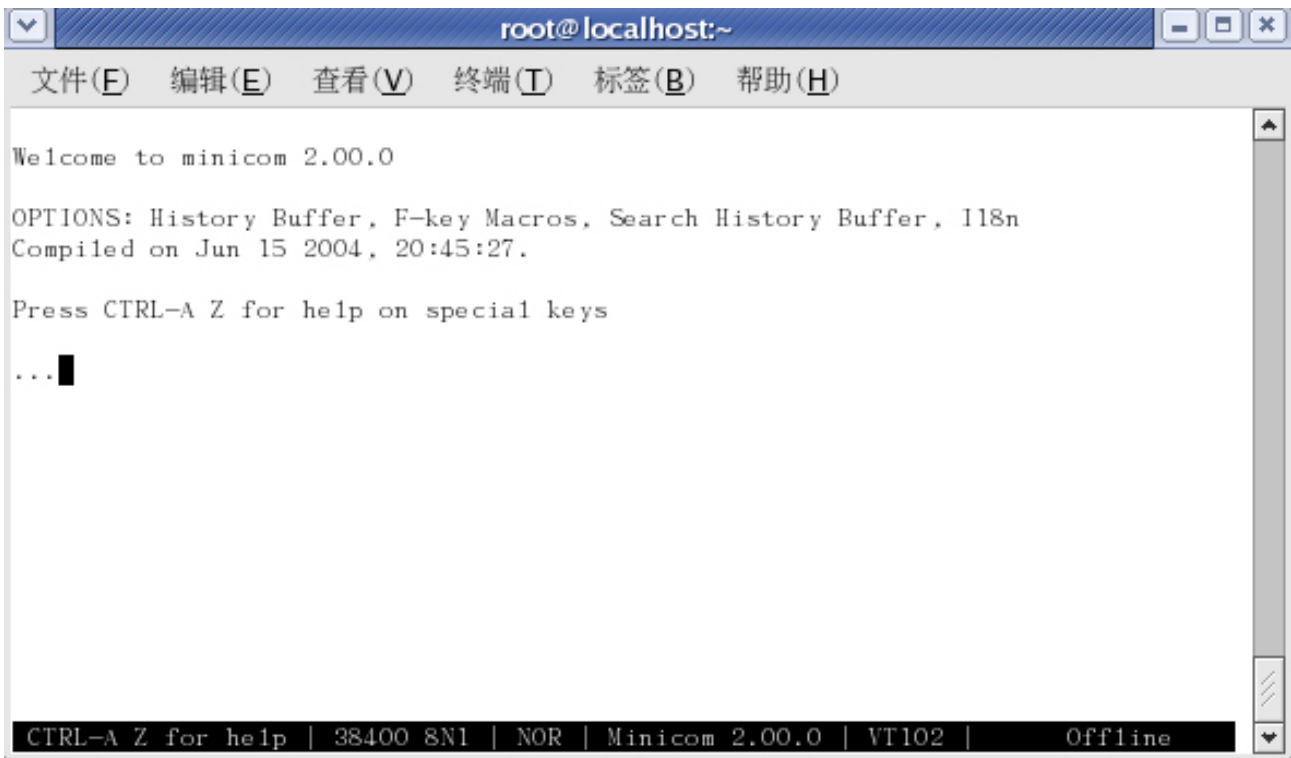 root@localhost:~
文件(F) 编辑(E) 查看(V) 终端(T) 标签(B) 帮助(H)
Welcome to minicom 2.00.0
OPTIONS: History Buffer, F-key Macros, Search History Buffer, I18n
Compiled on Jun 15 2004, 20:45:27.
Press CTRL-A Z for help on special keys
...
CTRL-A Z for help | 38400 8N1 | NOR | Minicom 2.00.0 | VT102 | Offline